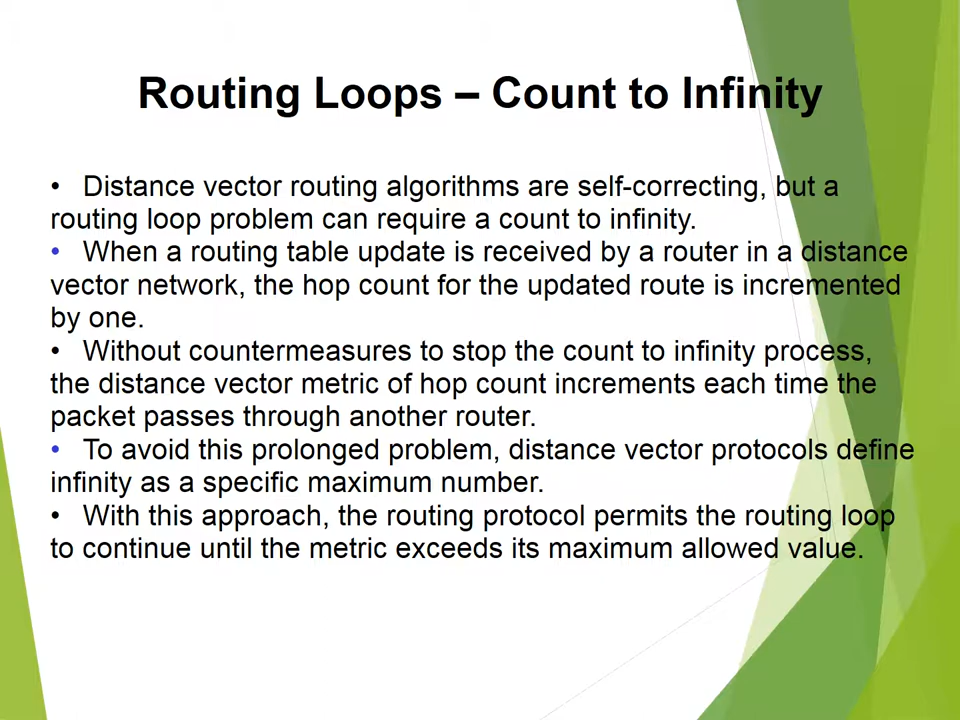 Routing Loops – Count to Infinity
• Distance vector routing algorithms are self-correcting, but a
routing loop problem can require a count to infinity.
• When a routing table update is received by a router in a distance
vector network, the hop count for the updated route is incremented
by one.
• Without countermeasures to stop the count to infinity process,
the distance vector metric of hop count increments each time the
packet passes through another router.
• To avoid this prolonged problem, distance vector protocols define
infinity as a specific maximum number.
• With this approach, the routing protocol permits the routing loop
to continue until the metric exceeds its maximum allowed value.